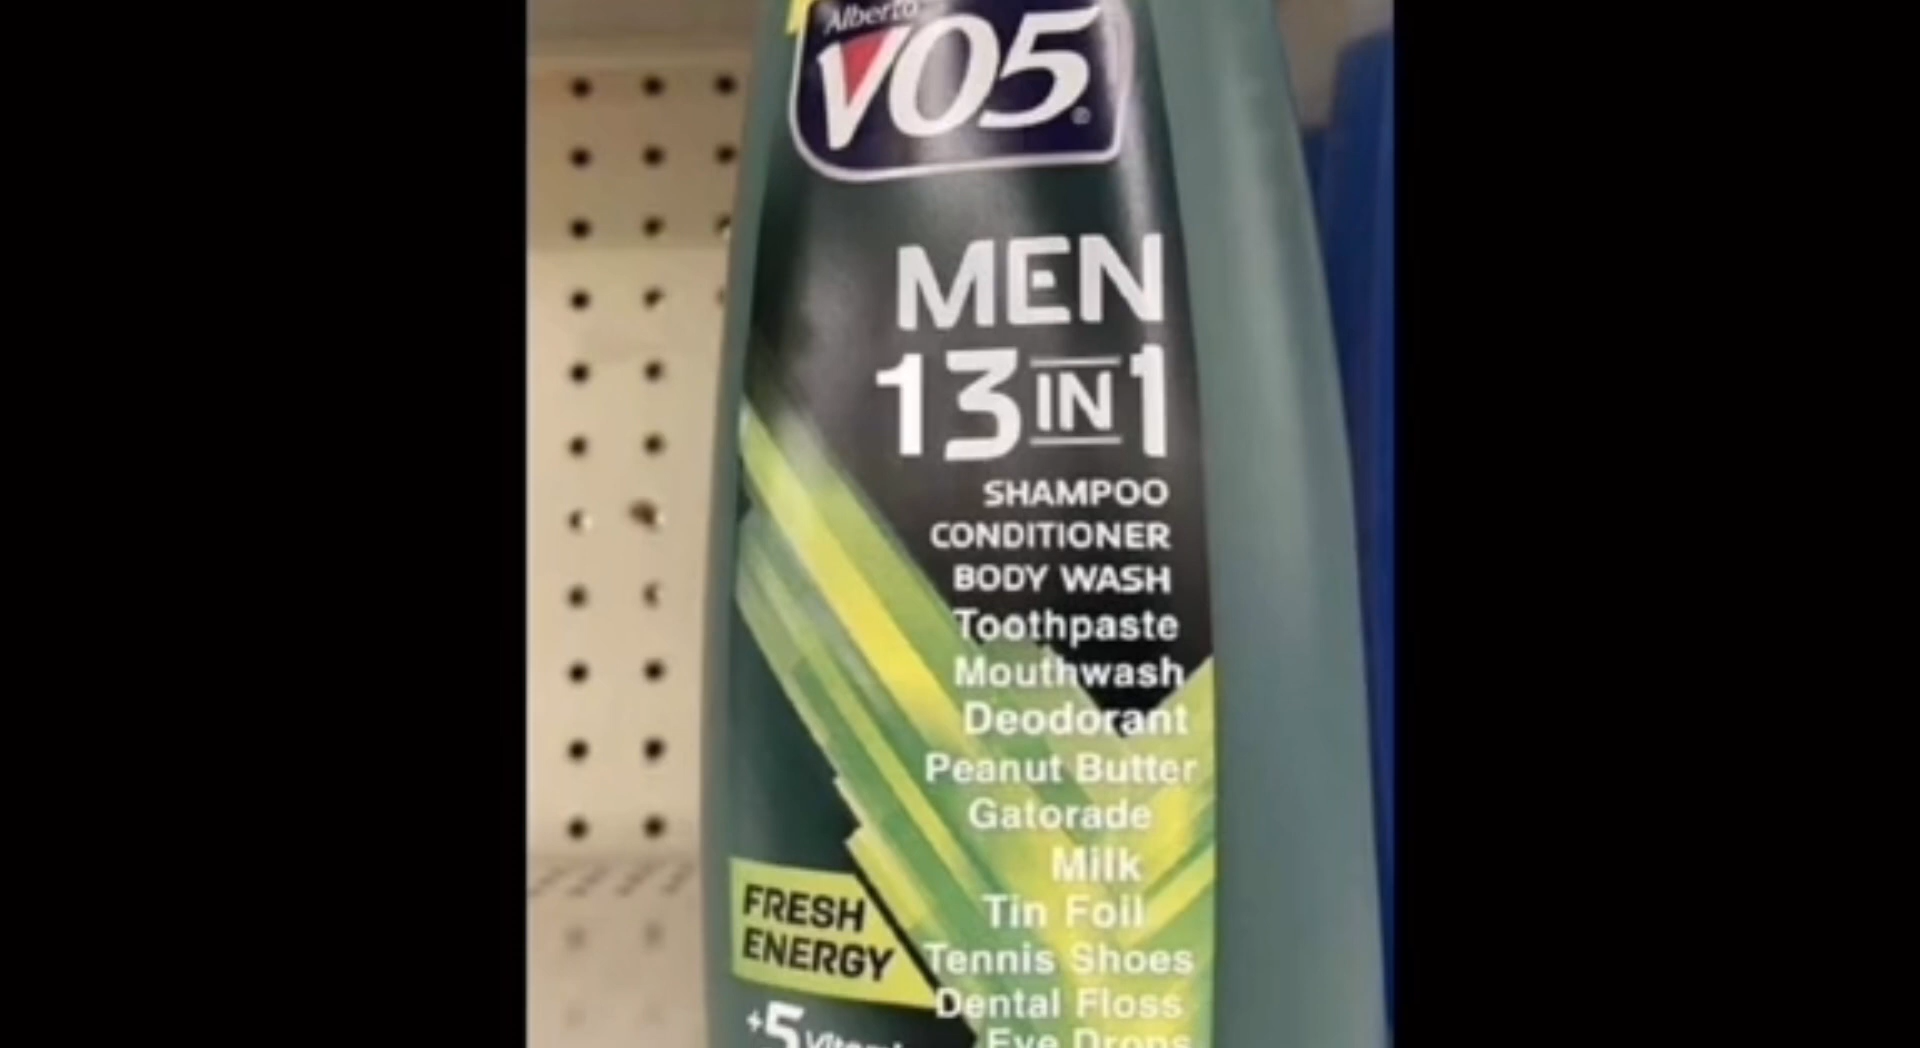 Alberto
VO5®
MEN
13 IN 1
SHAMPOO
CONDITIONER
BODY WASH
Toothpaste
Mouthwash
Deodorant
Peanut Butter
Gatorade
Milk
Tin Foil
Tennis Shoes
Dental Floss
Eye Drops
FRESH
ENERGY
+5